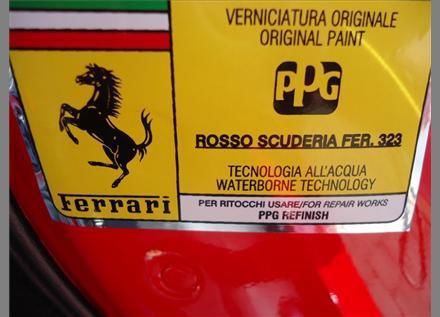 VERNICIATURA ORIGINALE
ORIGINAL PAINT
PPG
ROSSO SCUDERIA FER. 323
TECNOLOGIA ALL'ACQUA
WATERBORNE TECHNOLOGY
Ferrari
PER RITOCCHI USARE/FOR REPAIR WORKS
PPG REFINISH